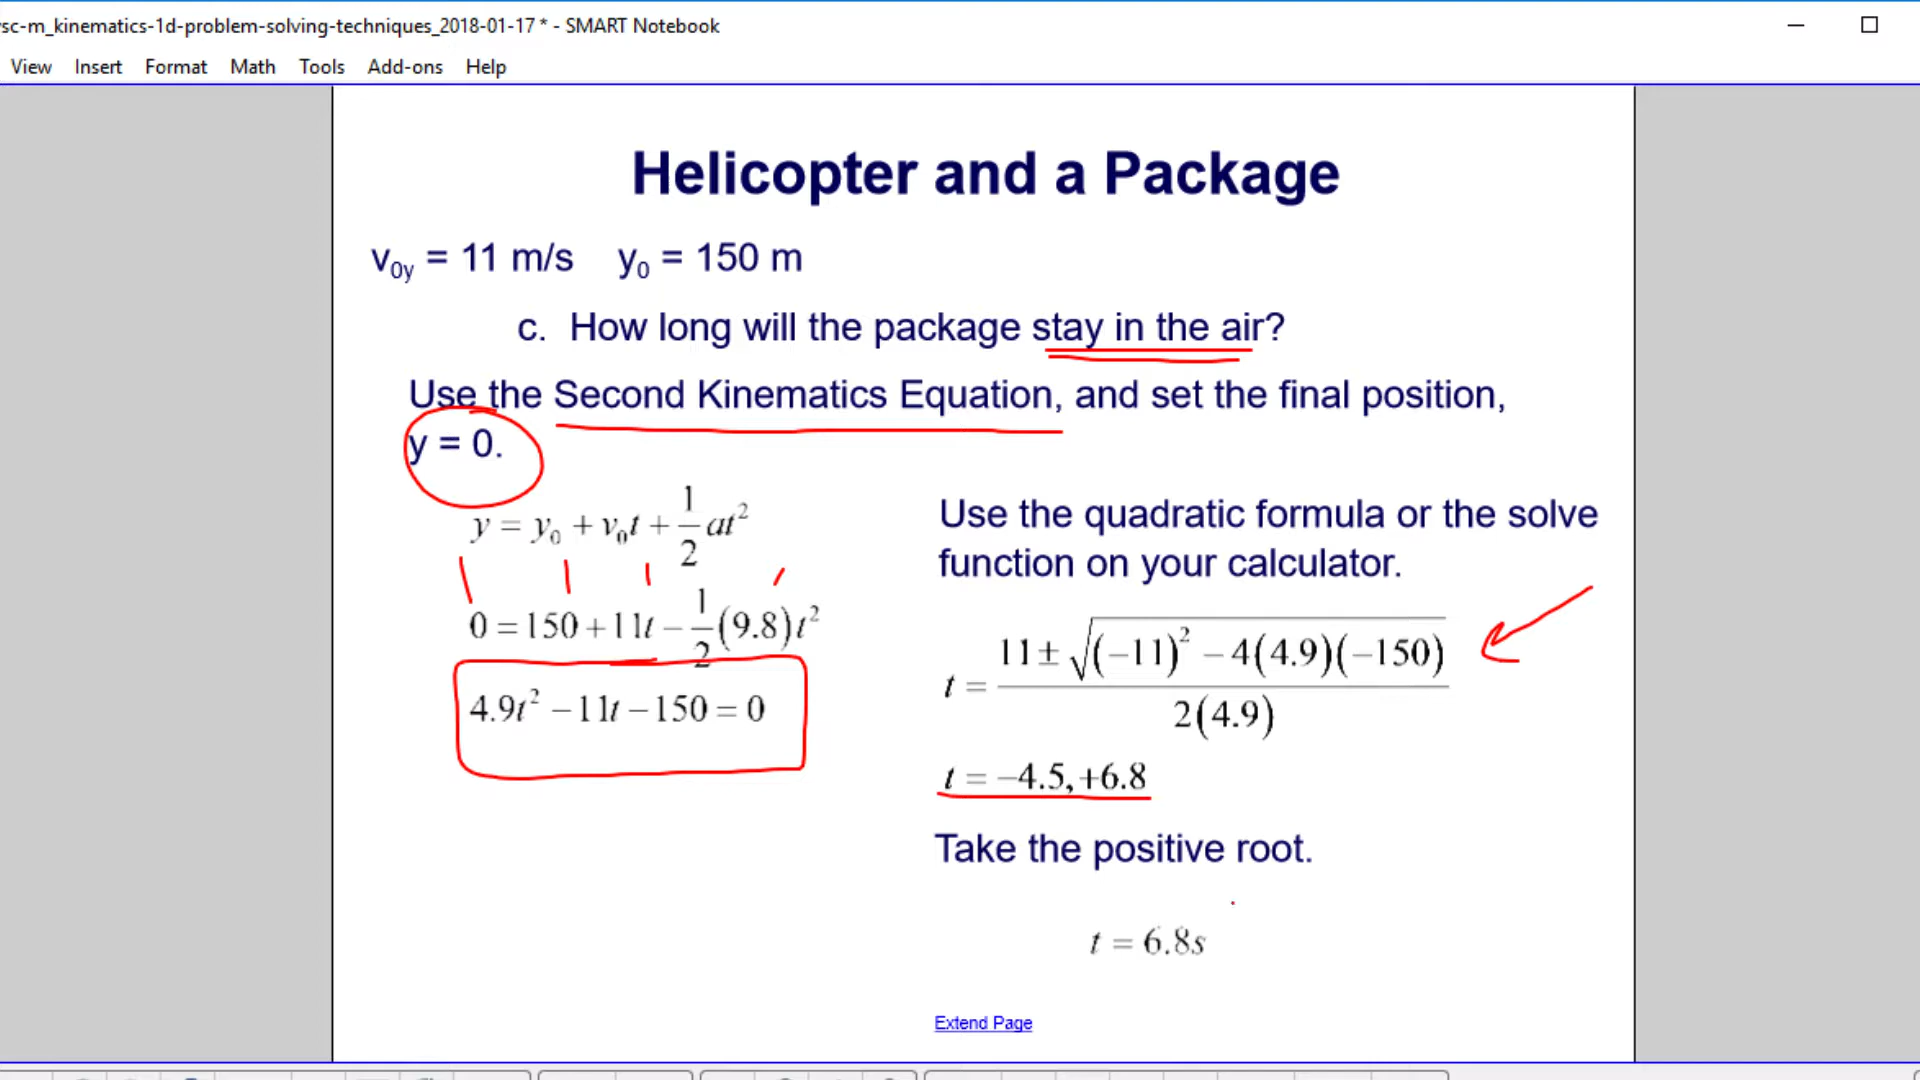 sc-m_kinematics-1d-problem-solving-techniques_2018-01-17 * - SMART Notebook
View Insert Format Math Tools Add-ons Help
Helicopter and a Package
v₀y = 11 m/s y₀ = 150 m
c. How long will the package stay in the air?
Use the Second Kinematics Equation, and set the final position,
y = 0.
y = y₀ + v₀t + 1/2 at²
0 = 150 + 11t − 1/2 (9.8)t²
4.9t² − 11t − 150 = 0
Use the quadratic formula or the solve
function on your calculator.
t = (11 ± √((−11)² − 4(4.9)(−150))) / 2(4.9)
t = −4.5, +6.8
Take the positive root.
t = 6.8s
Extend Page